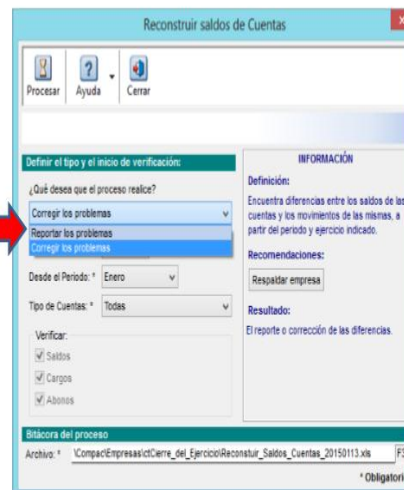 Reconstruir saldos de Cuentas
x
Procesar
Ayuda
Cerrar
Definir el tipo y el inicio de verificación:
¿Qué desea que el proceso realice?
Corregir los problemas
Reportar los problemas
Corregir los problemas
Desde el Periodo: * Enero
Tipo de Cuentas: * Todas
Verificar:
Saldos
Cargos
Abonos
INFORMACIÓN
Definición:
Encuentra diferencias entre los saldos de las
cuentas y los movimientos de las mismas, a
partir del periodo y ejercicio indicado.
Recomendaciones:
Respaldar empresa
Resultado:
El reporte o corrección de las diferencias.
Bitácora del proceso
Archivo: * \Compac\Empresas\ctCierre_del_Ejercicio\Reconstuir_Saldos_Cuentas_20150113.xls F3
* Obligatorio